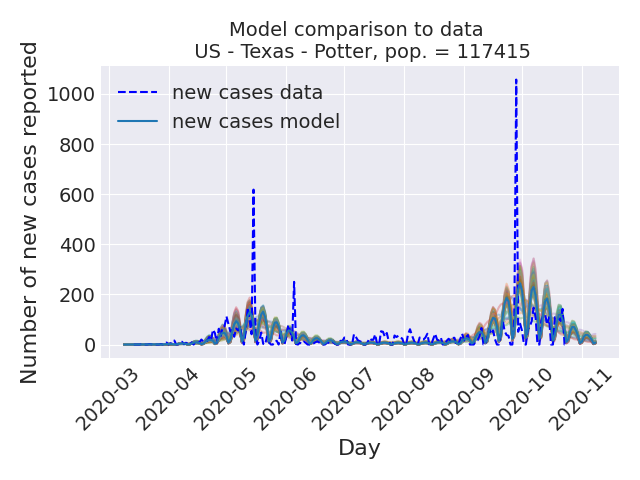 Model comparison to data
US - Texas - Potter, pop. = 117415
Number of new cases reported
1000
800
600
400
200
0
new cases data
new cases model
2020-03
2020-04
2020-05
2020-06
2020-07
2020-08
2020-09
2020-10
2020-11
Day